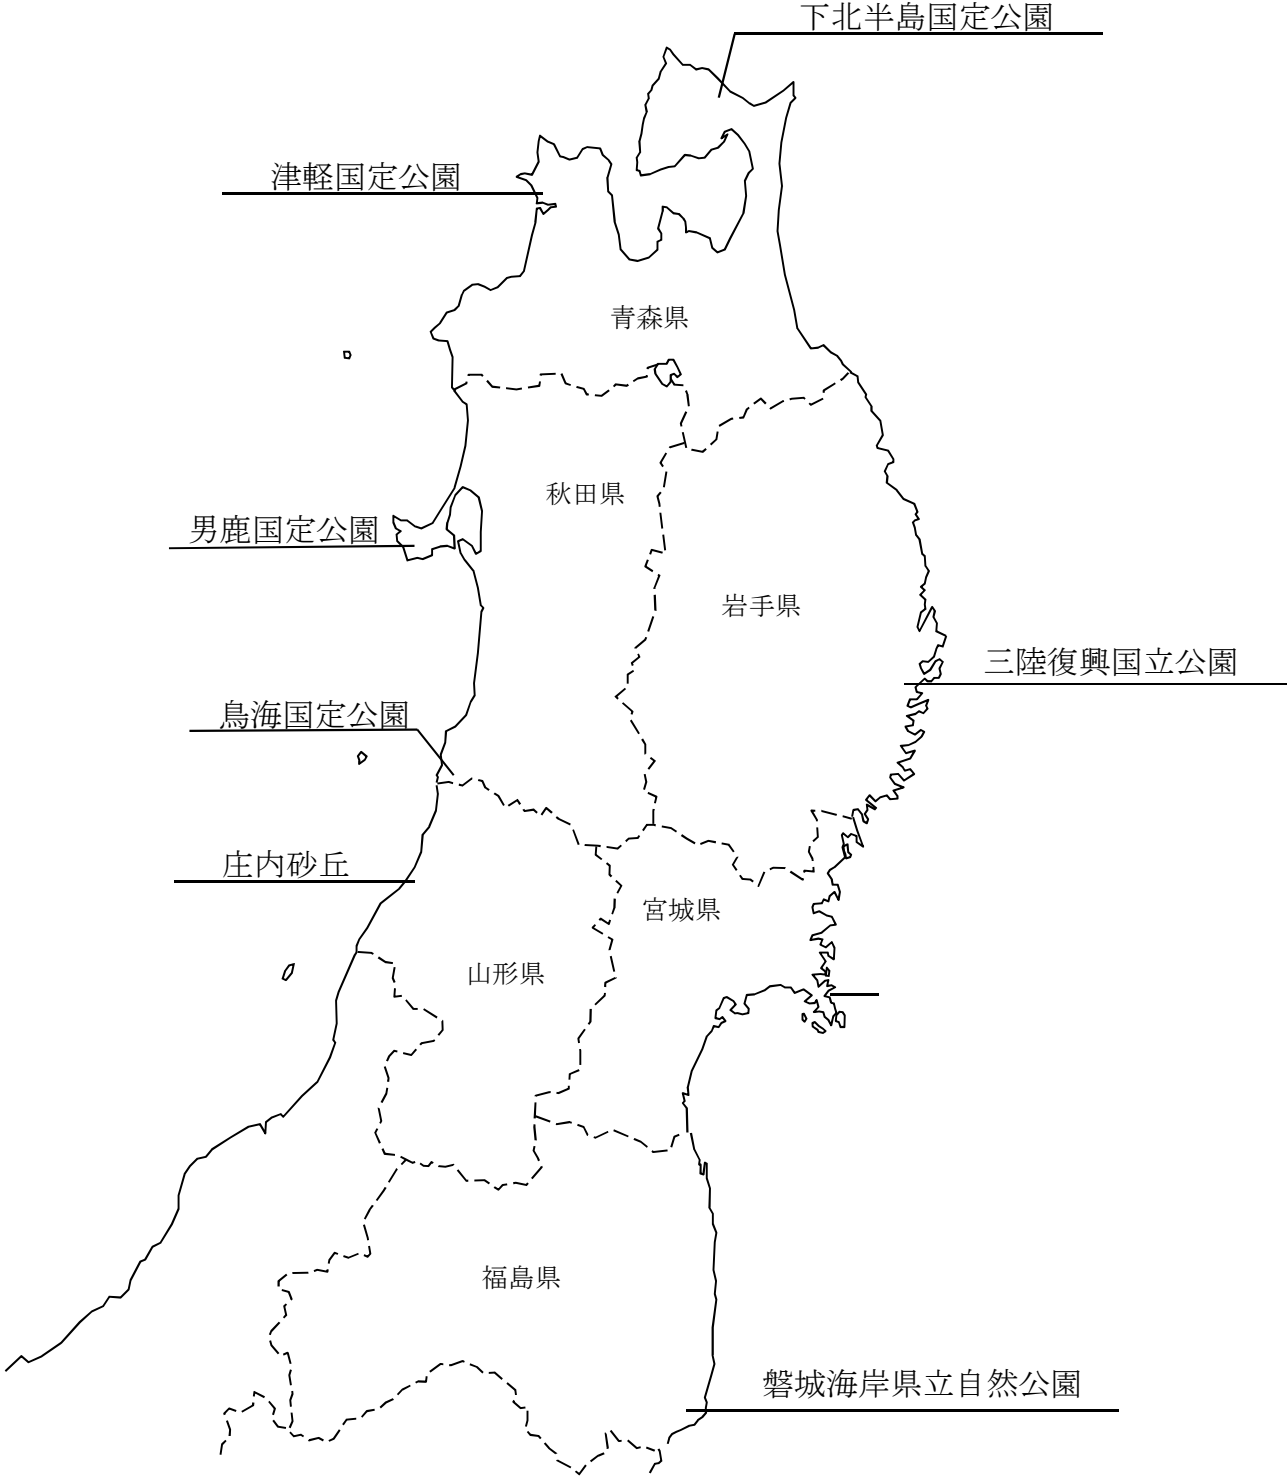 下北半島国定公園
津軽国定公園
青森県
秋田県
男鹿国定公園
岩手県
三陸復興国立公園
鳥海国定公園
庄内砂丘
宮城県
山形県
福島県
磐城海岸県立自然公園